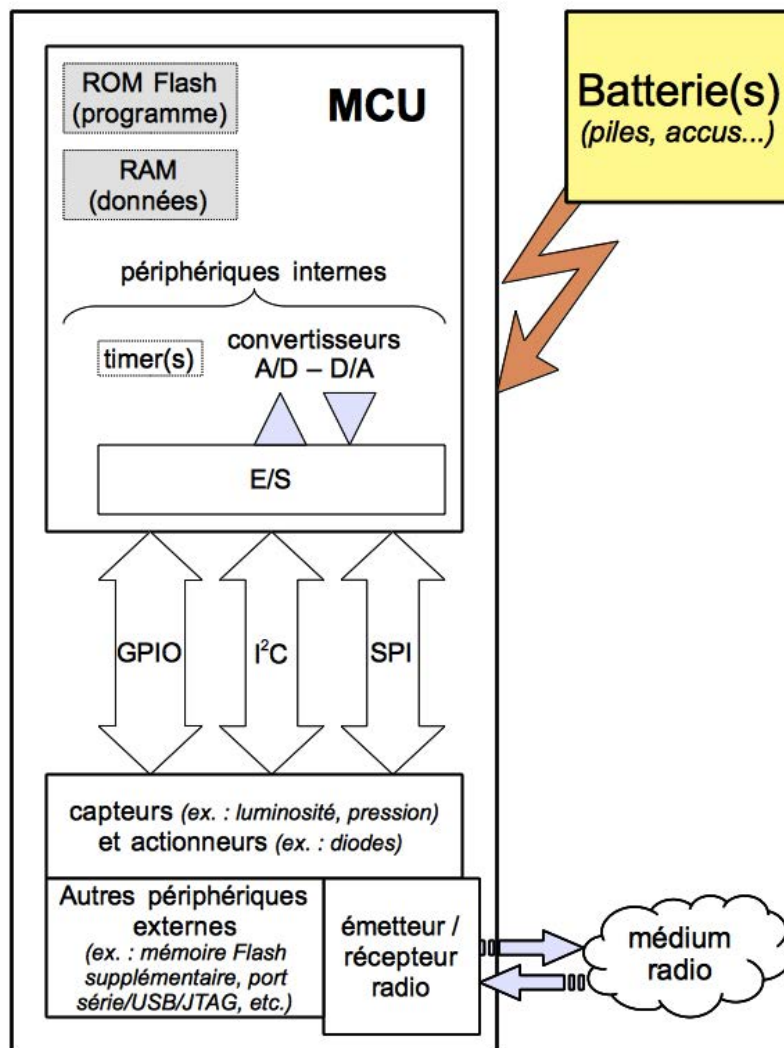 ROM Flash
(programme)
MCU
RAM
(données)
périphériques internes
timer(s)
convertisseurs
A/D – D/A
E/S
GPIO
I²C
SPI
capteurs (ex. : luminosité, pression)
et actionneurs (ex. : diodes)
Autres périphériques
externes
(ex. : mémoire Flash
supplémentaire, port
série/USB/JTAG, etc.)
émetteur /
récepteur
radio
Batterie(s)
(piles, accus...)
médium
radio